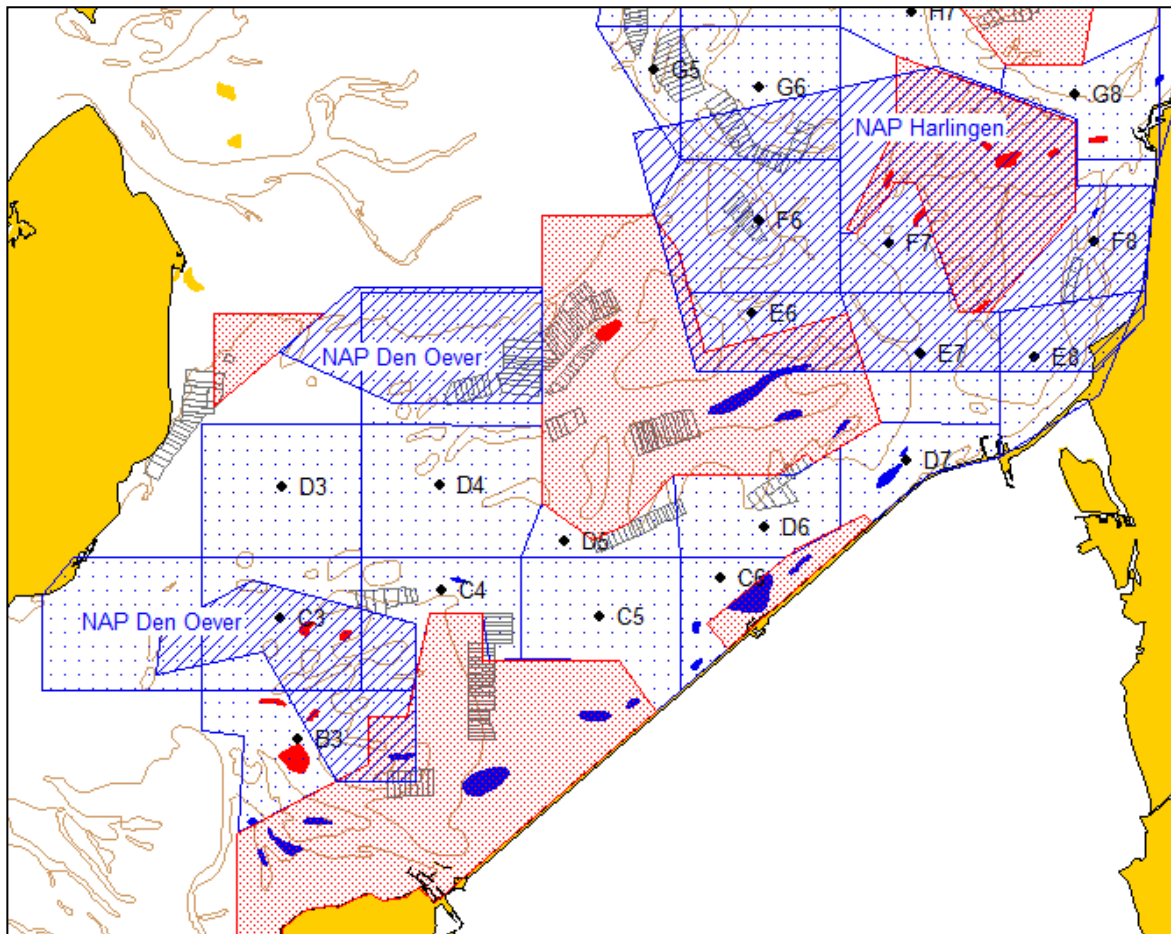 H7
G5
G6
G8
NAP Harlingen
F6
F7
F8
E6
NAP Den Oever
E7
E8
D7
D3
D4
D6
D5
C6
C4
C3
C5
NAP Den Oever
B3